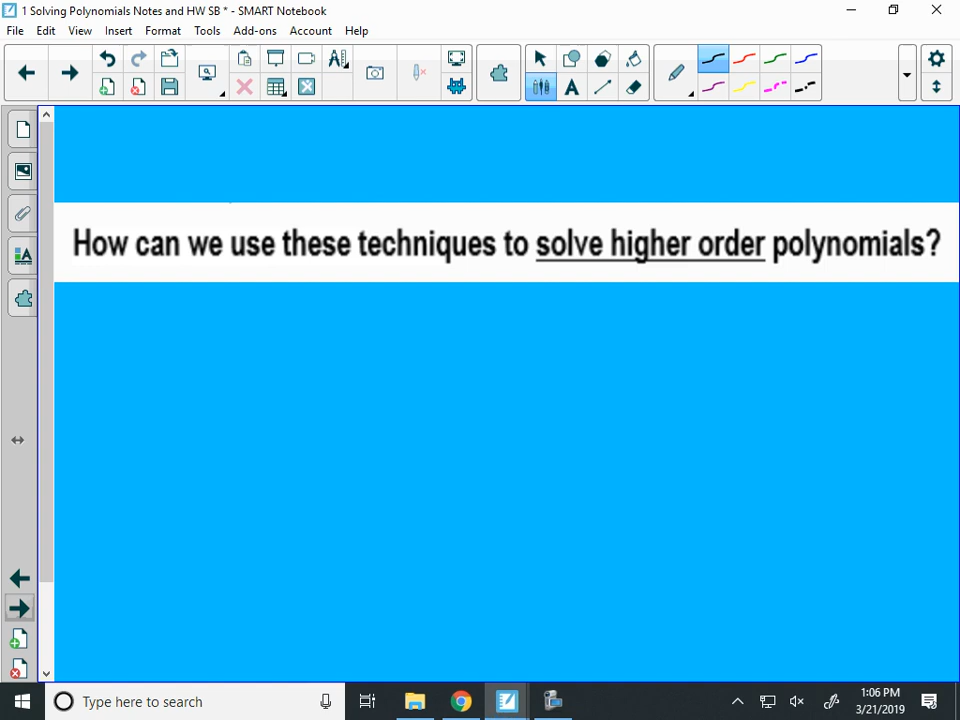 1 Solving Polynomials Notes and HW SB * - SMART Notebook
File Edit View Insert Format Tools Add-ons Account Help
How can we use these techniques to solve higher order polynomials?
Type here to search
1:06 PM
3/21/2019